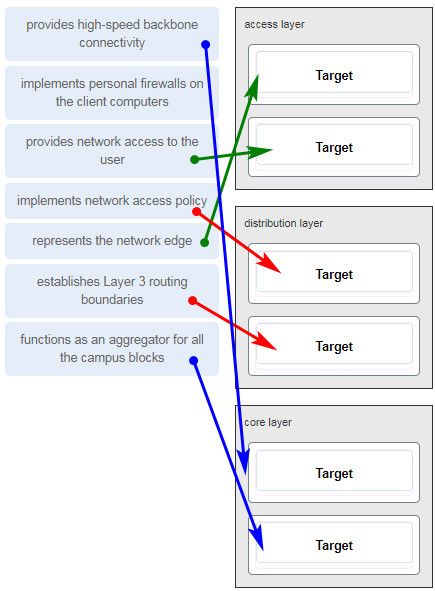 provides high-speed backbone
connectivity
implements personal firewalls on
the client computers
provides network access to the
user
implements network access policy
represents the network edge
establishes Layer 3 routing
boundaries
functions as an aggregator for all
the campus blocks
access layer
Target
Target
distribution layer
Target
Target
core layer
Target
Target